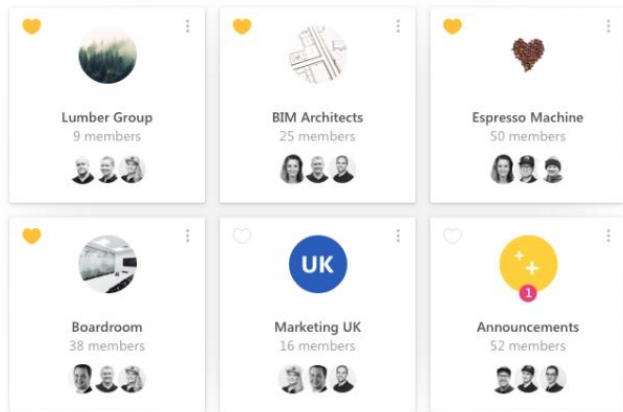 Lumber Group
9 members
BIM Architects
25 members
Espresso Machine
50 members
Boardroom
38 members
UK
Marketing UK
16 members
1
Announcements
52 members